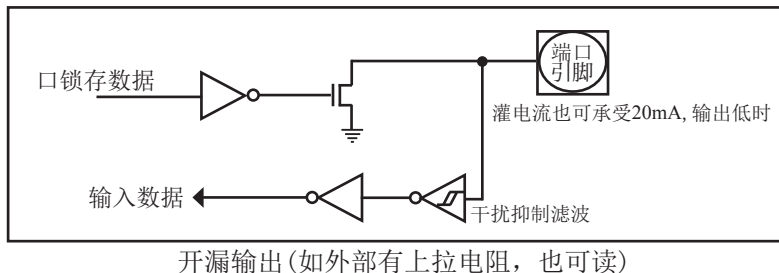 端口
引脚
口锁存数据
灌电流也可承受20mA, 输出低时
输入数据
干扰抑制滤波
开漏输出(如外部有上拉电阻，也可读)